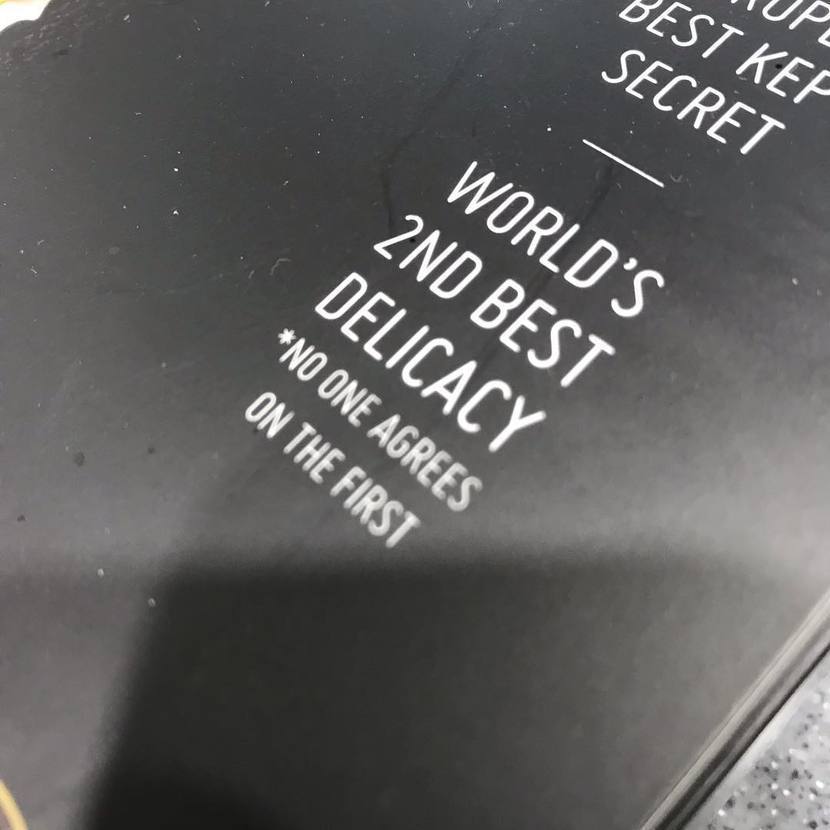 BEST KEP
SECRET
WORLD'S
2ND BEST
DELICACY
*NO ONE AGREES
ON THE FIRST